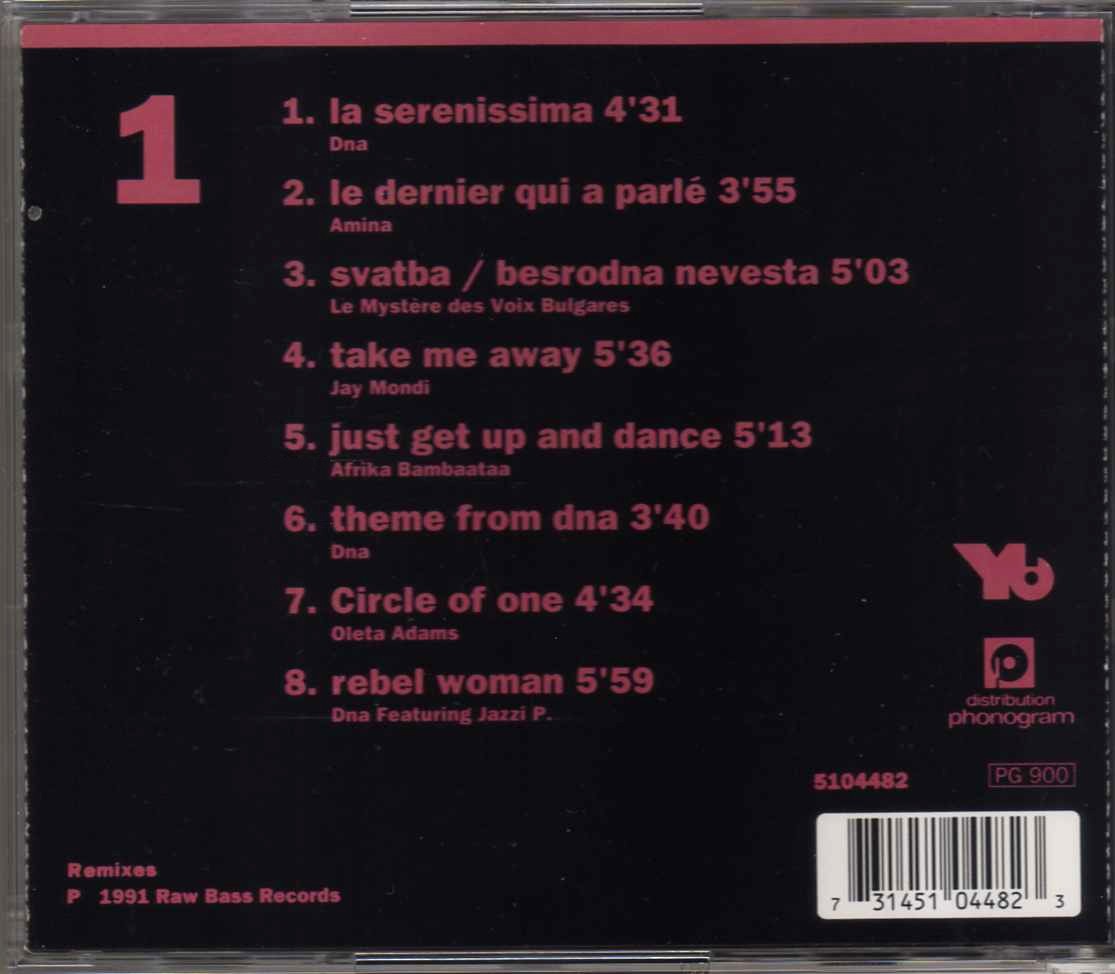 1
1. la serenissima 4'31
Dna
2. le dernier qui a parlé 3'55
Amina
3. svatba / besrodna nevesta 5'03
Le Mystère des Voix Bulgares
4. take me away 5'36
Jay Mondi
5. just get up and dance 5'13
Afrika Bambaataa
6. theme from dna 3'40
Dna
7. Circle of one 4'34
Oleta Adams
8. rebel woman 5'59
Dna Featuring Jazzi P.
Yb
p
distribution
phonogram
5104482
PG 900
Remixes
P 1991 Raw Bass Records
7 31451 04482 3